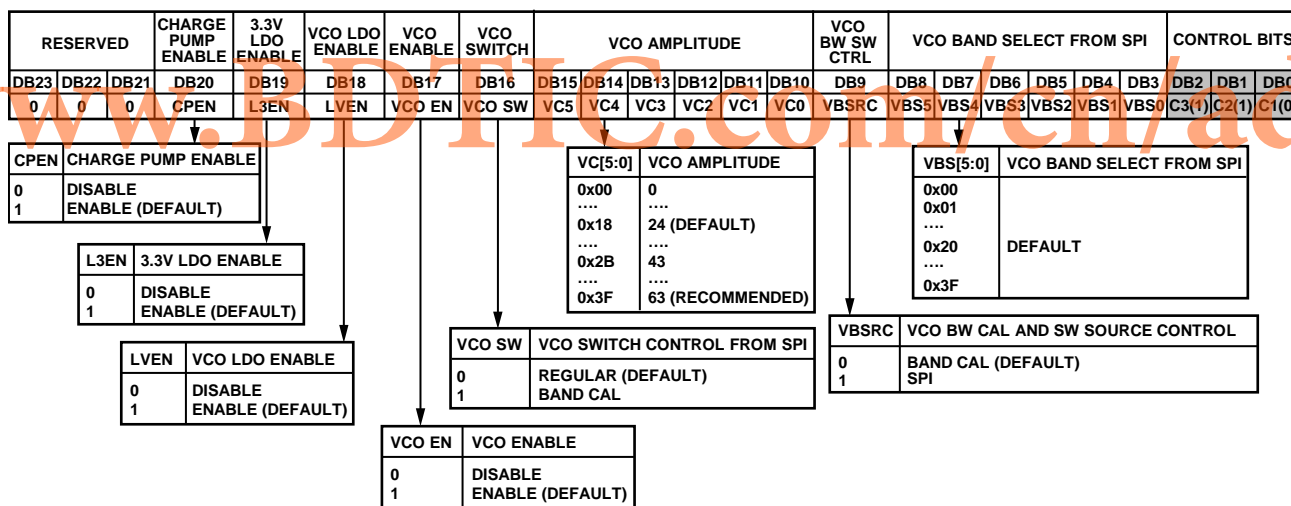 RESERVED
CHARGE PUMP ENABLE
3.3V LDO ENABLE
VCO LDO ENABLE
VCO ENABLE
VCO SWITCH
VCO AMPLITUDE
VCO BW SW CTRL
VCO BAND SELECT FROM SPI
CONTROL BITS
DB23 DB22 DB21 DB20 DB19 DB18 DB17 DB16 DB15 DB14 DB13 DB12 DB11 DB10 DB9 DB8 DB7 DB6 DB5 DB4 DB3 DB2 DB1 DB0
0 0 0 CPEN L3EN LVEN VCO EN VCO SW VC5 VC4 VC3 VC2 VC1 VC0 VBSRC VBS5 VBS4 VBS3 VBS2 VBS1 VBS0 C3(1) C2(1) C1(0
www.BDTIC.com/cn/ad
CPEN CHARGE PUMP ENABLE
0 DISABLE
1 ENABLE (DEFAULT)
L3EN 3.3V LDO ENABLE
0 DISABLE
1 ENABLE (DEFAULT)
LVEN VCO LDO ENABLE
0 DISABLE
1 ENABLE (DEFAULT)
VCO EN VCO ENABLE
0 DISABLE
1 ENABLE (DEFAULT)
VCO SW VCO SWITCH CONTROL FROM SPI
0 REGULAR (DEFAULT)
1 BAND CAL
VC[5:0] VCO AMPLITUDE
0x00 0
.... ....
0x18 24 (DEFAULT)
.... ....
0x2B 43
.... ....
0x3F 63 (RECOMMENDED)
VBSRC VCO BW CAL AND SW SOURCE CONTROL
0 BAND CAL (DEFAULT)
1 SPI
VBS[5:0] VCO BAND SELECT FROM SPI
0x00
0x01
....
0x20 DEFAULT
....
0x3F